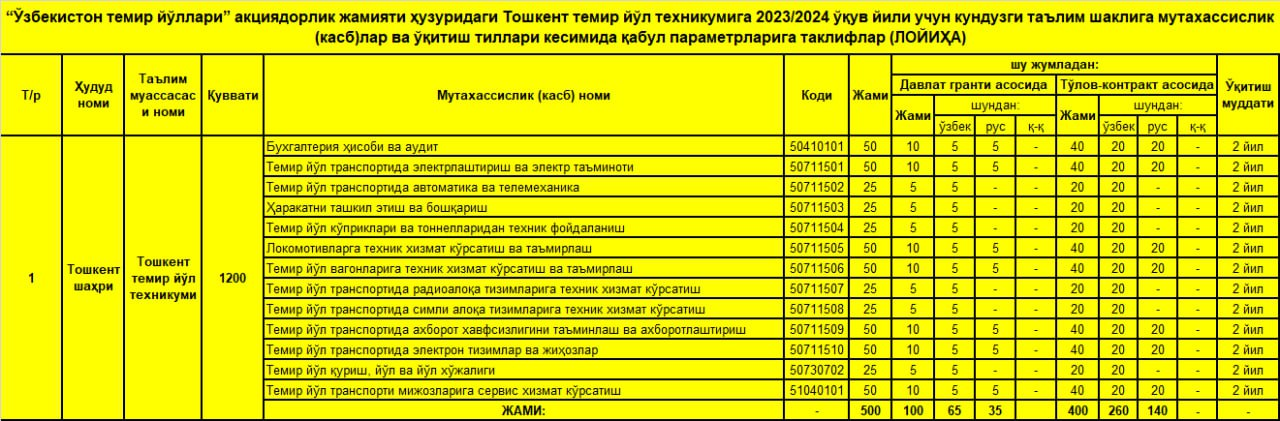 “Ўзбекистон темир йўллари” акциядорлик жамияти ҳузуридаги Тошкент темир йўл техникумига 2023/2024 ўқув йили учун кундузги таълим шаклига мутахассислик
(касб)лар ва ўқитиш тиллари кесимида қабул параметрларига таклифлар (ЛОЙИҲА)
Т/р Ҳудуд номи Таълим муассасаси номи Қуввати Мутахассислик (касб) номи Коди Жами шу жумладан: Ўқитиш муддати
Давлат гранти асосида Тўлов-контракт асосида
Жами шундан: Жами шундан:
ўзбек рус қ-қ ўзбек рус қ-қ
1 Тошкент шаҳри Тошкент темир йўл техникуми 1200
Бухгалтерия ҳисоби ва аудит 50410101 50 10 5 5 - 40 20 20 - 2 йил
Темир йўл транспортида электрлаштириш ва электр таъминоти 50711501 50 10 5 5 - 40 20 20 - 2 йил
Темир йўл транспортида автоматика ва телемеханика 50711502 25 5 5 - - 20 20 - - 2 йил
Ҳаракатни ташкил этиш ва бошқариш 50711503 25 5 5 - - 20 20 - - 2 йил
Темир йўл кўприклари ва тоннелларидан техник фойдаланиш 50711504 25 5 5 - - 20 20 - - 2 йил
Локомотивларга техник хизмат кўрсатиш ва таъмирлаш 50711505 50 10 5 5 - 40 20 20 - 2 йил
Темир йўл вагонларига техник хизмат кўрсатиш ва таъмирлаш 50711506 50 10 5 5 - 40 20 20 - 2 йил
Темир йўл транспортида радиоалоқа тизимларига техник хизмат кўрсатиш 50711507 25 5 5 - - 20 20 - - 2 йил
Темир йўл транспортида симли алоқа тизимларига техник хизмат кўрсатиш 50711508 25 5 5 - - 20 20 - - 2 йил
Темир йўл транспортида ахборот хавфсизлигини таъминлаш ва ахборотлаштириш 50711509 50 10 5 5 - 40 20 20 - 2 йил
Темир йўл транспортида электрон тизимлар ва жиҳозлар 50711510 50 10 5 5 - 40 20 20 - 2 йил
Темир йўл қуриш, йўл ва йўл хўжалиги 50730702 25 5 5 - - 20 20 - - 2 йил
Темир йўл транспорти мижозларига сервис хизмат кўрсатиш 51040101 50 10 5 5 - 40 20 20 - 2 йил
ЖАМИ: - 500 100 65 35 400 260 140 - -